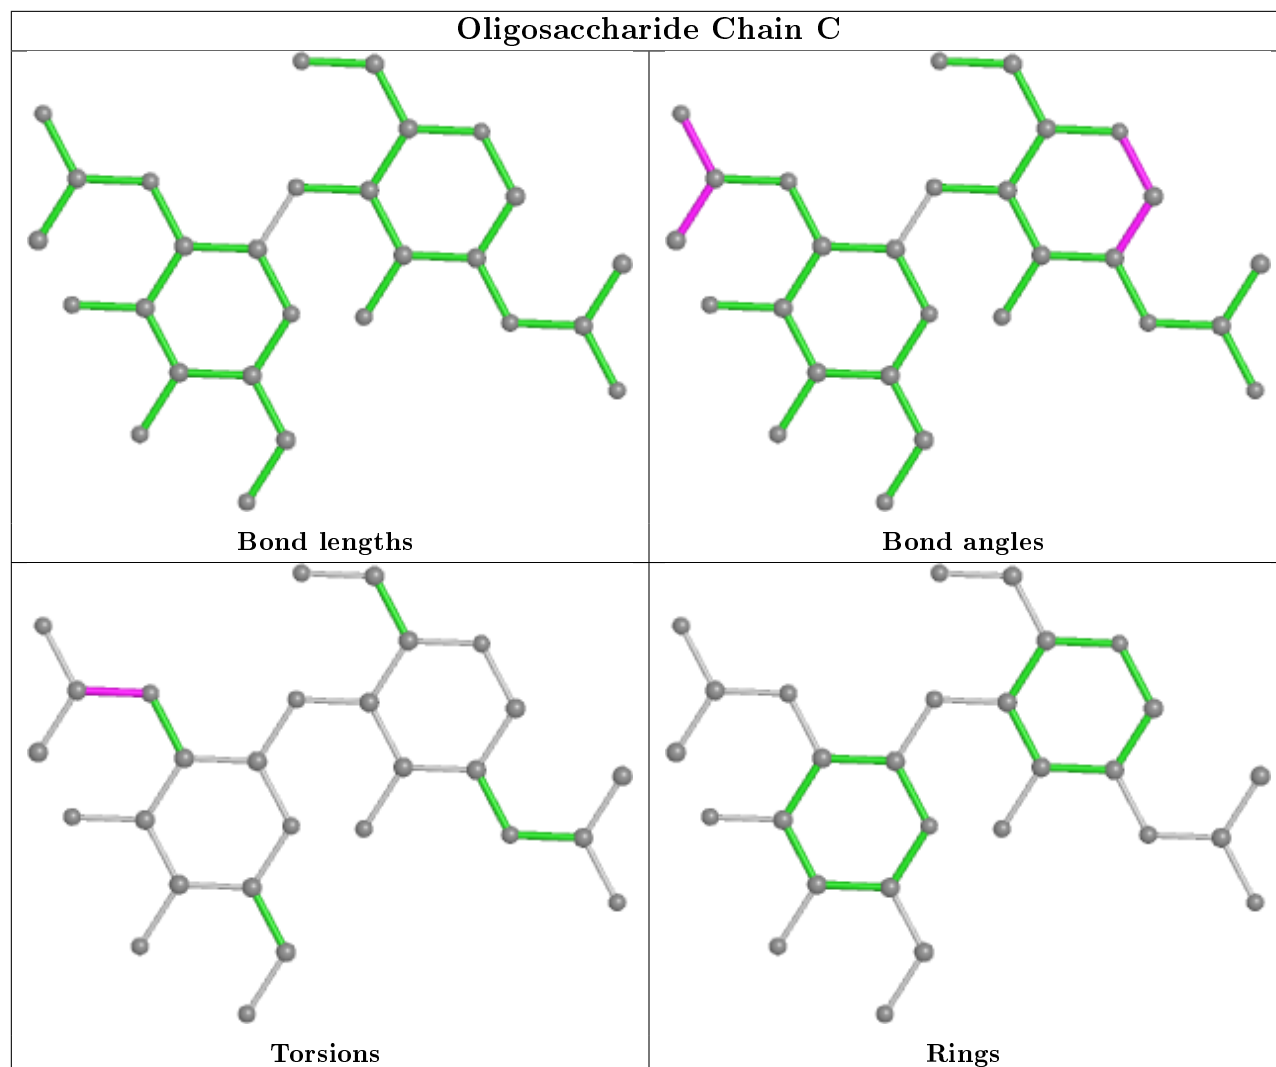 Oligosaccharide Chain C
Bond lengths
Bond angles
Torsions
Rings